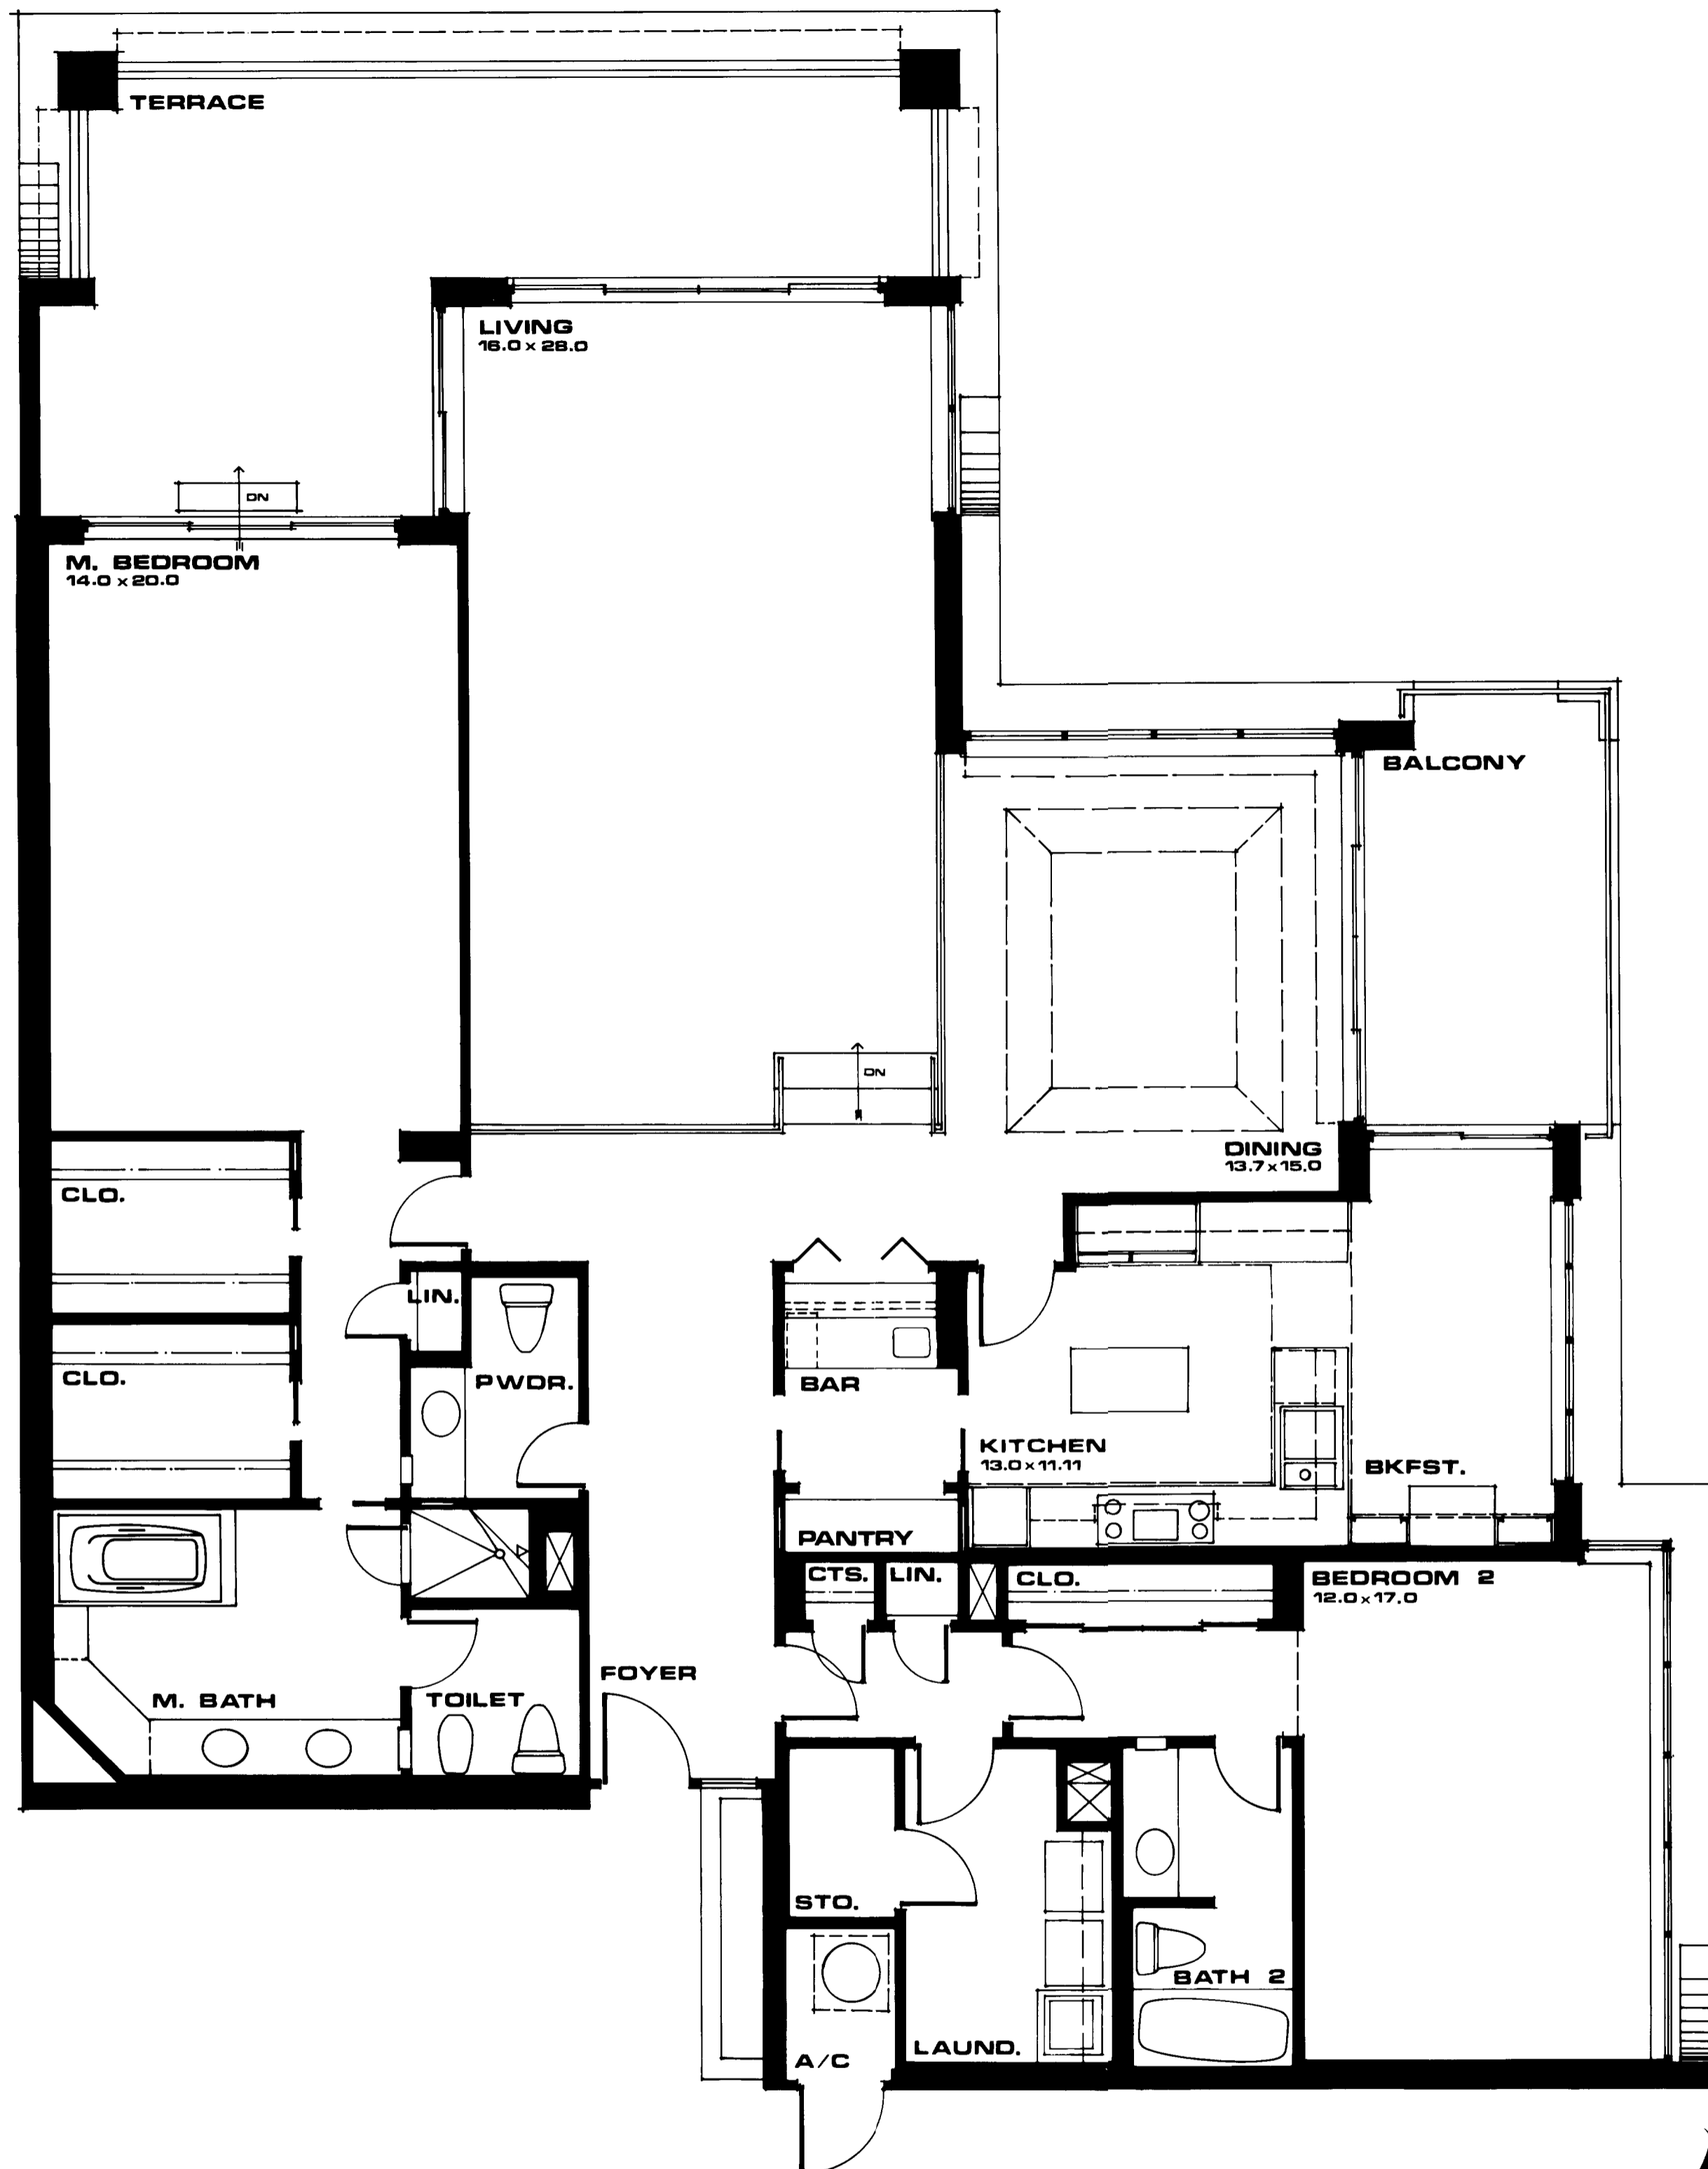 TERRACE
LIVING
16.0 x 28.0
DN
M. BEDROOM
14.0 x 20.0
BALCONY
DN
DINING
13.7 x 15.0
CLO.
LIN.
CLO.
PWDR.
BAR
KITCHEN
13.0 x 11.11
BKFST.
PANTRY
CTS.
LIN.
CLO.
BEDROOM 2
12.0 x 17.0
FOYER
M. BATH
TOILET
STO.
BATH 2
LAUND.
A/C